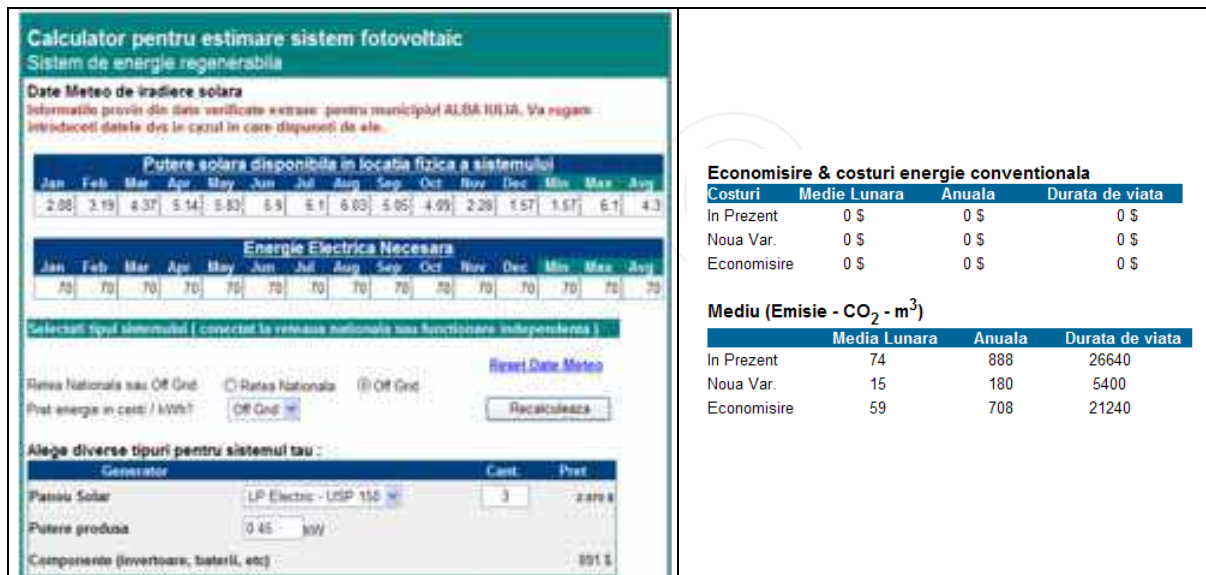 Calculator pentru estimare sistem fotovoltaic
Sistem de energie regenerabila
Date Meteo de iradiere solara
Informatiile provin din date verificate extrase pentru municipiul ALBA IULIA. Va rugam
introduceti datele dvs in cazul in care dispuneti de ele.
Putere solara disponibila in locatia fizica a sistemului
Jan Feb Mar Apr May Jun Jul Aug Sep Oct Nov Dec Min Max Avg
2.08 3.19 4.37 5.14 5.83 5.9 6.1 6.03 5.05 4.09 2.28 1.57 1.57 6.1 4.3
Energie Electrica Necesara
Jan Feb Mar Apr May Jun Jul Aug Sep Oct Nov Dec Min Max Avg
70 70 70 70 70 70 70 70 70 70 70 70 70 70 70
Selectati tipul sistemului ( conectat la reteaua nationala sau functionare independenta )
Reset Date Meteo
Retea Nationala sau Off Grid Retea Nationala Off Grid
Pret energie in centi / kWh? Off Grid Recalculeaza
Alege diverse tipuri pentru sistemul tau :
Generator Cant. Pret
Panou Solar LP Electric - USP 150 3
Putere produsa 0.45 kW
Componente (Invertoare, baterii, etc) 891 $
Economisire & costuri energie conventionala
Costuri Medie Lunara Anuala Durata de viata
In Prezent 0 $ 0 $ 0 $
Noua Var. 0 $ 0 $ 0 $
Economisire 0 $ 0 $ 0 $
Mediu (Emisie - CO₂ - m³)
Media Lunara Anuala Durata de viata
In Prezent 74 888 26640
Noua Var. 15 180 5400
Economisire 59 708 21240